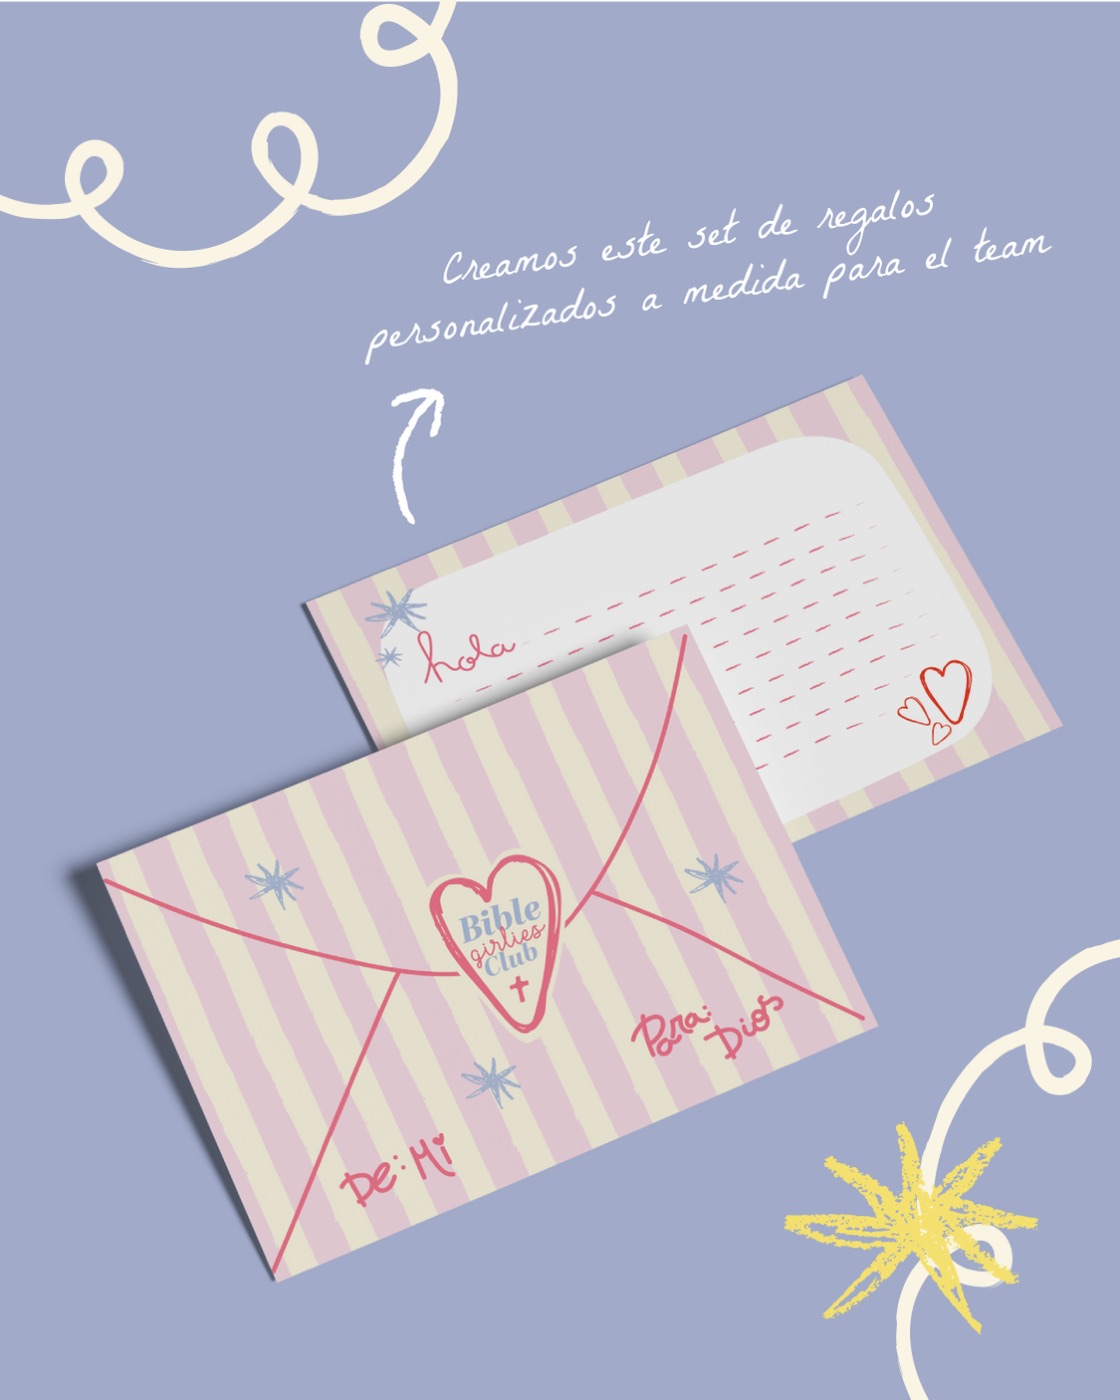 Creamos este set de regalos
personalizados a medida para el team
hola
Bible
girlies
Club
Para:
Dios
De: Mi